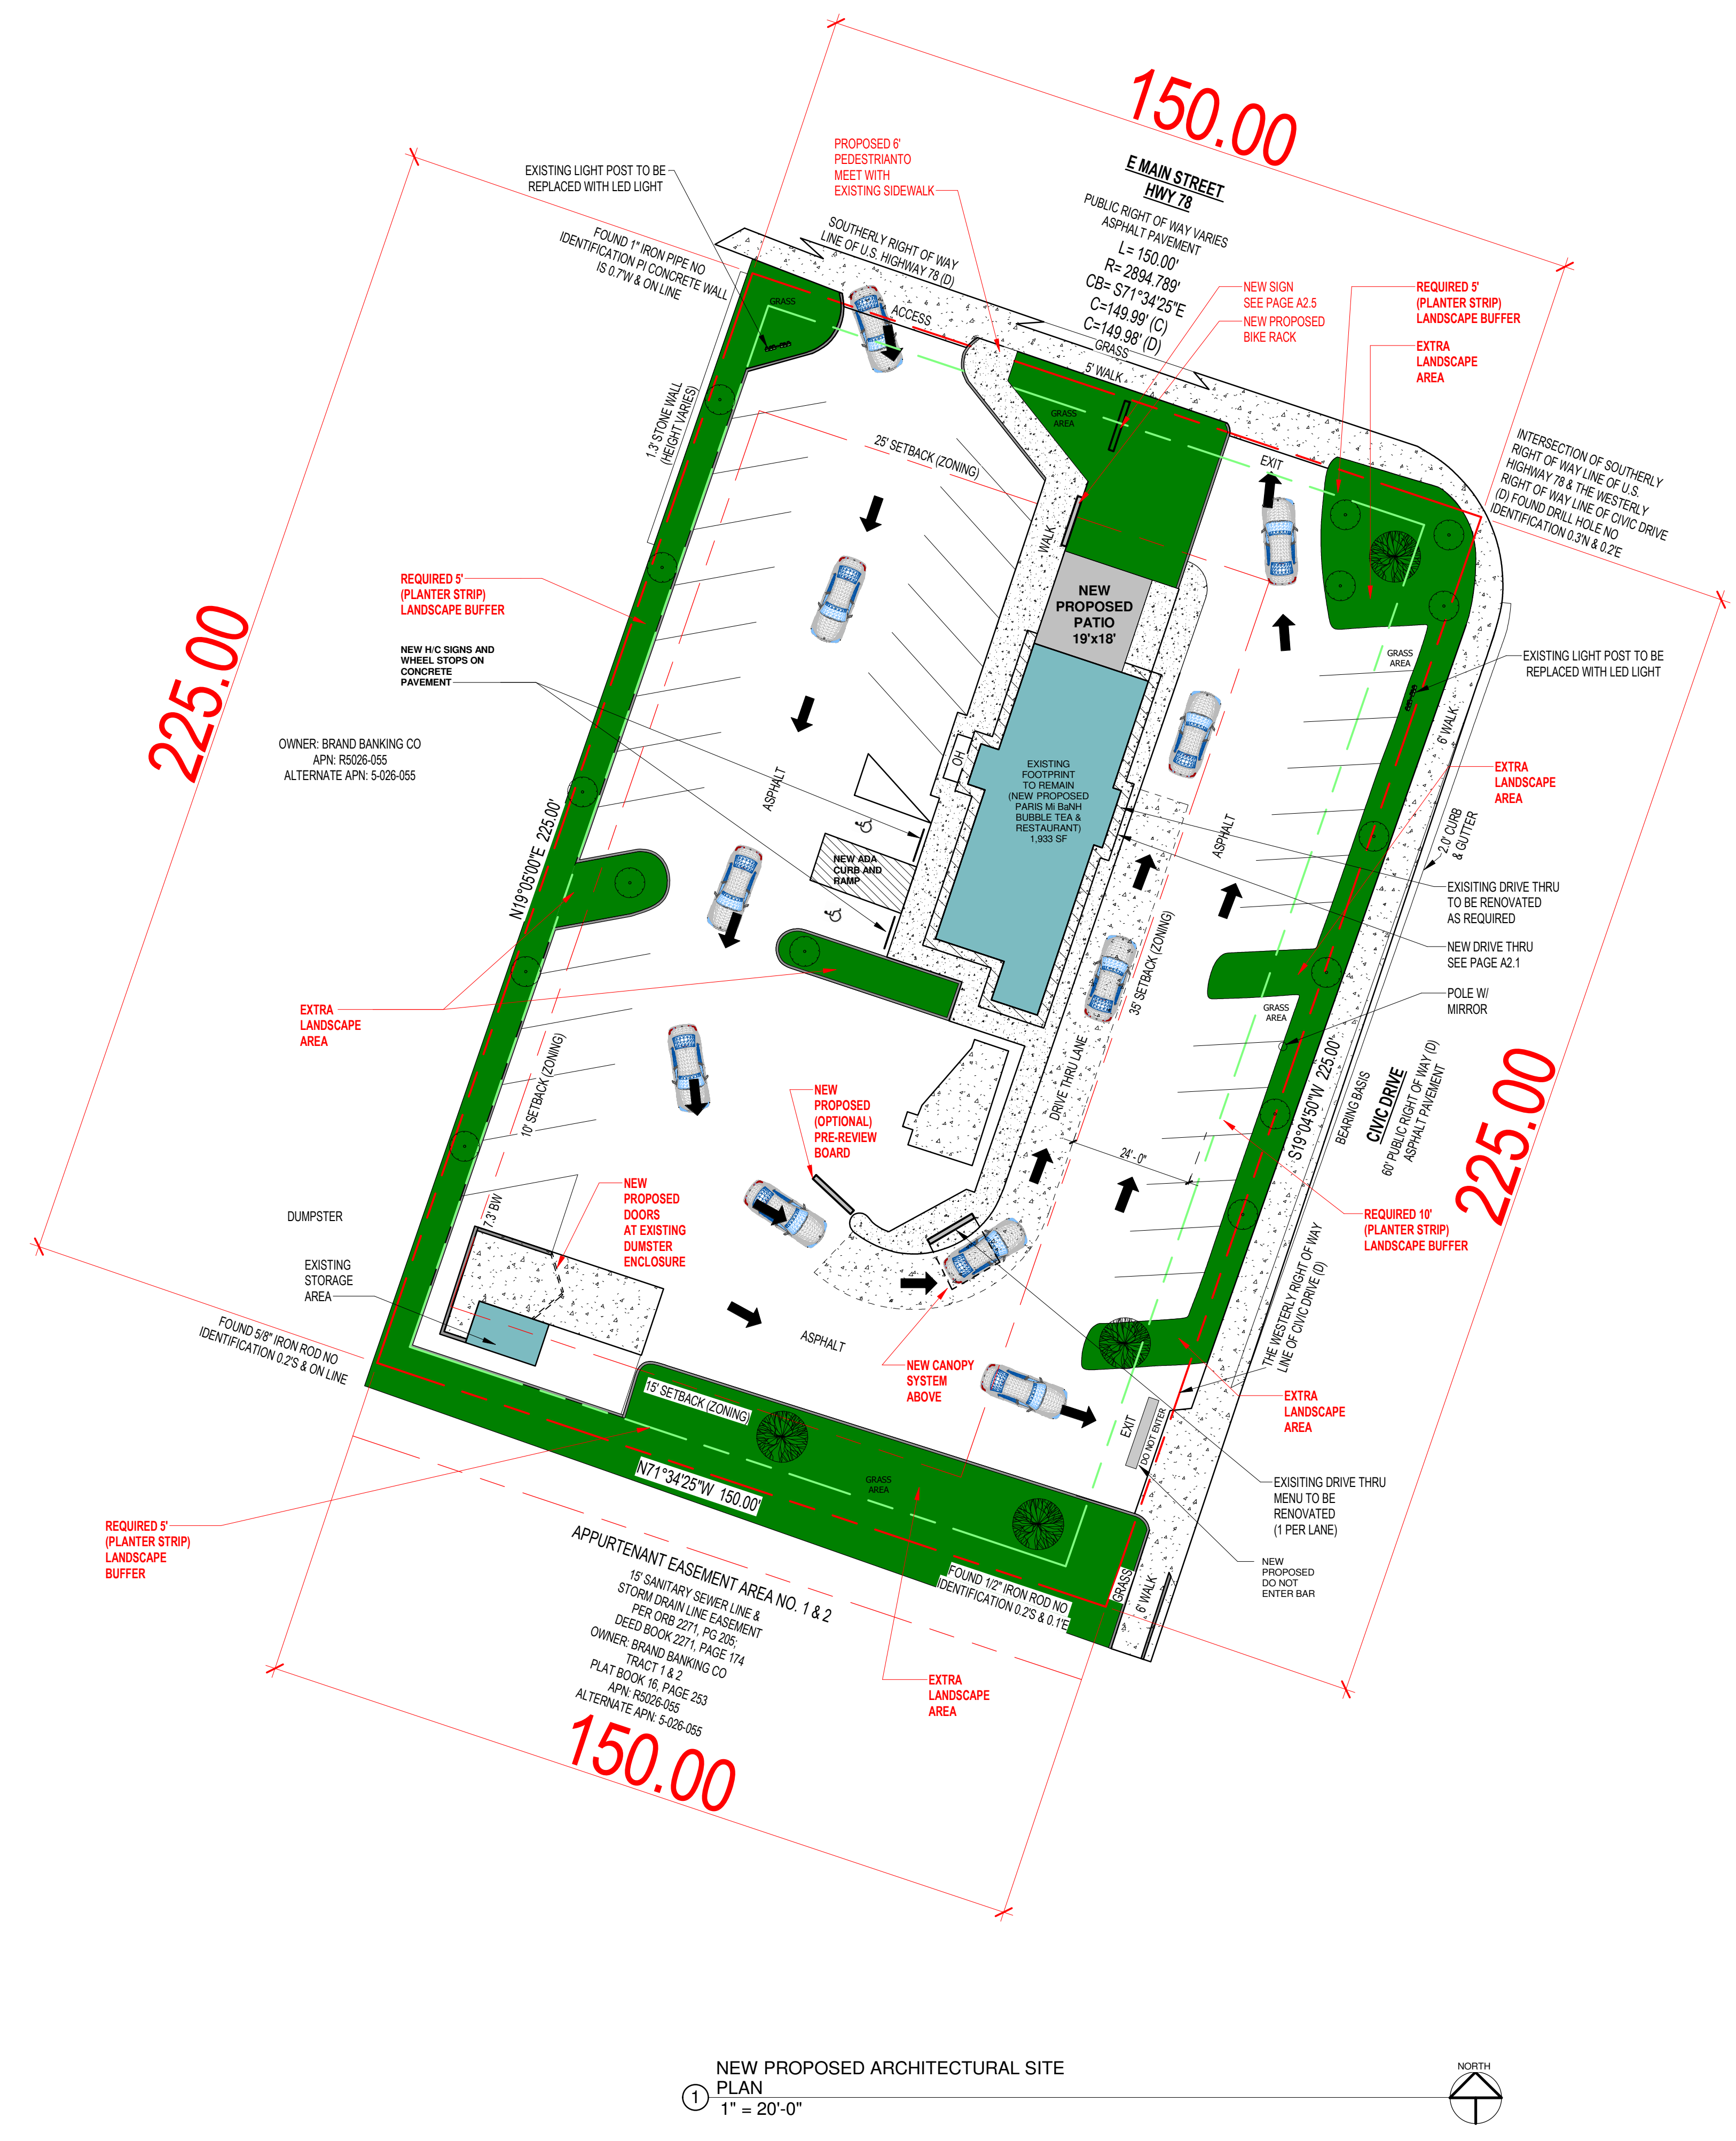 150.00
E MAIN STREET
HWY 78
PUBLIC RIGHT OF WAY VARIES
ASPHALT PAVEMENT
L= 150.00'
R= 2894.789'
CB= S71°34'25"E
C=149.99' (C)
C=149.98' (D)
PROPOSED 6'
PEDESTRIANTO
MEET WITH
EXISTING SIDEWALK
EXISTING LIGHT POST TO BE
REPLACED WITH LED LIGHT
SOUTHERLY RIGHT OF WAY
LINE OF U.S. HIGHWAY 78 (D)
FOUND 1" IRON PIPE NO
IDENTIFICATION PI CONCRETE WALL
IS 0.7'W & ON LINE
GRASS
ACCESS
GRASS
5' WALK
NEW SIGN
SEE PAGE A2.5
NEW PROPOSED
BIKE RACK
REQUIRED 5'
(PLANTER STRIP)
LANDSCAPE BUFFER
EXTRA
LANDSCAPE
AREA
INTERSECTION OF SOUTHERLY
RIGHT OF WAY LINE OF U.S.
HIGHWAY 78 & THE WESTERLY
RIGHT OF WAY LINE OF CIVIC DRIVE
(D) FOUND DRILL HOLE NO
IDENTIFICATION 0.3'N & 0.2'E
1.3' STONE WALL
(HEIGHT VARIES)
25' SETBACK (ZONING)
GRASS
AREA
EXIT
WALK
REQUIRED 5'
(PLANTER STRIP)
LANDSCAPE BUFFER
NEW
PROPOSED
PATIO
19'x18'
225.00
NEW H/C SIGNS AND
WHEEL STOPS ON
CONCRETE
PAVEMENT
GRASS
AREA
EXISTING LIGHT POST TO BE
REPLACED WITH LED LIGHT
6' WALK
OWNER: BRAND BANKING CO
APN: R5026-055
ALTERNATE APN: 5-026-055
ASPHALT
HO
EXISTING
FOOTPRINT
TO REMAIN
(NEW PROPOSED
PARIS Mi BaNH
BUBBLE TEA &
RESTAURANT)
1,933 SF
ASPHALT
EXTRA
LANDSCAPE
AREA
2.0' CURB
& GUTTER
N19°05'00"E 225.00'
NEW ADA
CURB AND
RAMP
EXISITING DRIVE THRU
TO BE RENOVATED
AS REQUIRED
NEW DRIVE THRU
SEE PAGE A2.1
POLE W/
MIRROR
35' SETBACK (ZONING)
EXTRA
LANDSCAPE
AREA
GRASS
AREA
10' SETBACK (ZONING)
DRIVE THRU LANE
S19°04'50"W 225.00'
BEARING BASIS
CIVIC DRIVE
60' PUBLIC RIGHT OF WAY (D)
ASPHALT PAVEMENT
225.00
NEW
PROPOSED
(OPTIONAL)
PRE-REVIEW
BOARD
24'-0"
NEW
PROPOSED
DOORS
AT EXISTING
DUMSTER
ENCLOSURE
7.3' BW
DUMPSTER
EXISTING
STORAGE
AREA
REQUIRED 10'
(PLANTER STRIP)
LANDSCAPE BUFFER
THE WESTERLY RIGHT OF WAY
LINE OF CIVIC DRIVE (D)
FOUND 5/8" IRON ROD NO
IDENTIFICATION 0.2'S & ON LINE
ASPHALT
NEW CANOPY
SYSTEM
ABOVE
15' SETBACK (ZONING)
EXTRA
LANDSCAPE
AREA
EXIT
DO NOT ENTER
N71°34'25"W 150.00'
GRASS
AREA
EXISITING DRIVE THRU
MENU TO BE
RENOVATED
(1 PER LANE)
REQUIRED 5'
(PLANTER STRIP)
LANDSCAPE
BUFFER
NEW
PROPOSED
DO NOT
ENTER BAR
FOUND 1/2" IRON ROD NO
IDENTIFICATION 0.2'S & 0.1'E
GRASS
6' WALK
APPURTENANT EASEMENT AREA NO. 1 & 2
15' SANITARY SEWER LINE &
STORM DRAIN LINE EASEMENT
PER ORB 2271, PG 205;
DEED BOOK 2271, PAGE 174
OWNER: BRAND BANKING CO
TRACT 1 & 2
PLAT BOOK 16, PAGE 253
APN: R5026-055
ALTERNATE APN: 5-026-055
EXTRA
LANDSCAPE
AREA
150.00
NEW PROPOSED ARCHITECTURAL SITE
PLAN
1
1" = 20'-0"
NORTH